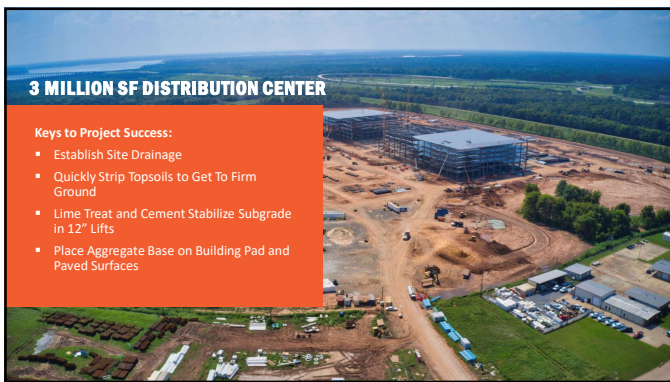 3 MILLION SF DISTRIBUTION CENTER
Keys to Project Success:
▪ Establish Site Drainage
▪ Quickly Strip Topsoils to Get To Firm
Ground
▪ Lime Treat and Cement Stabilize Subgrade
in 12” Lifts
▪ Place Aggregate Base on Building Pad and
Paved Surfaces